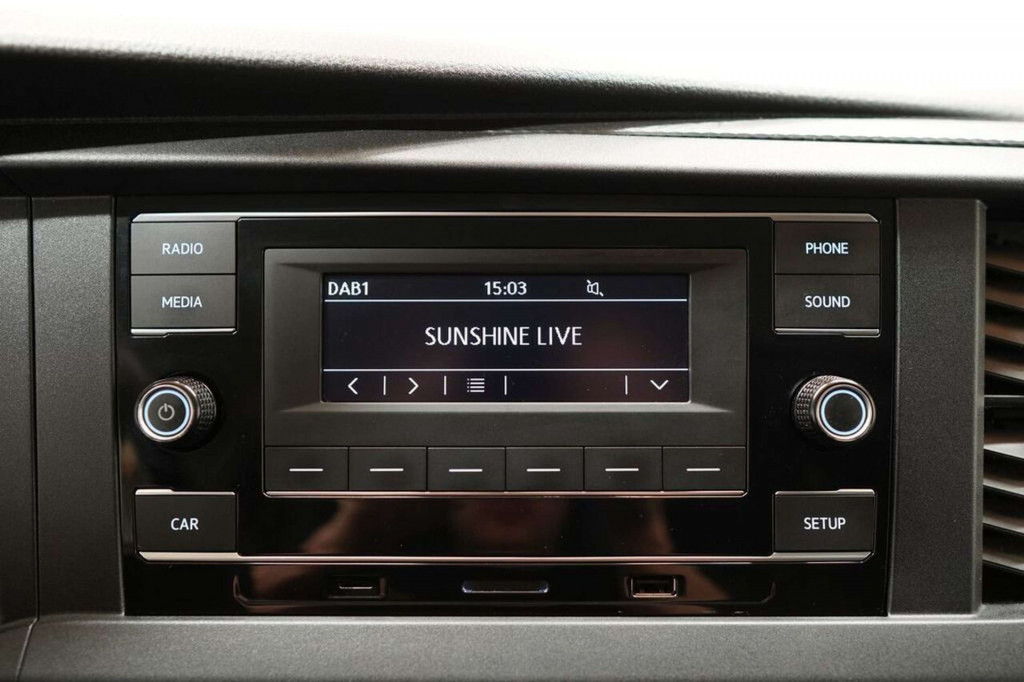 RADIO
MEDIA
DAB1 15:03
SUNSHINE LIVE
PHONE
SOUND
CAR
SETUP